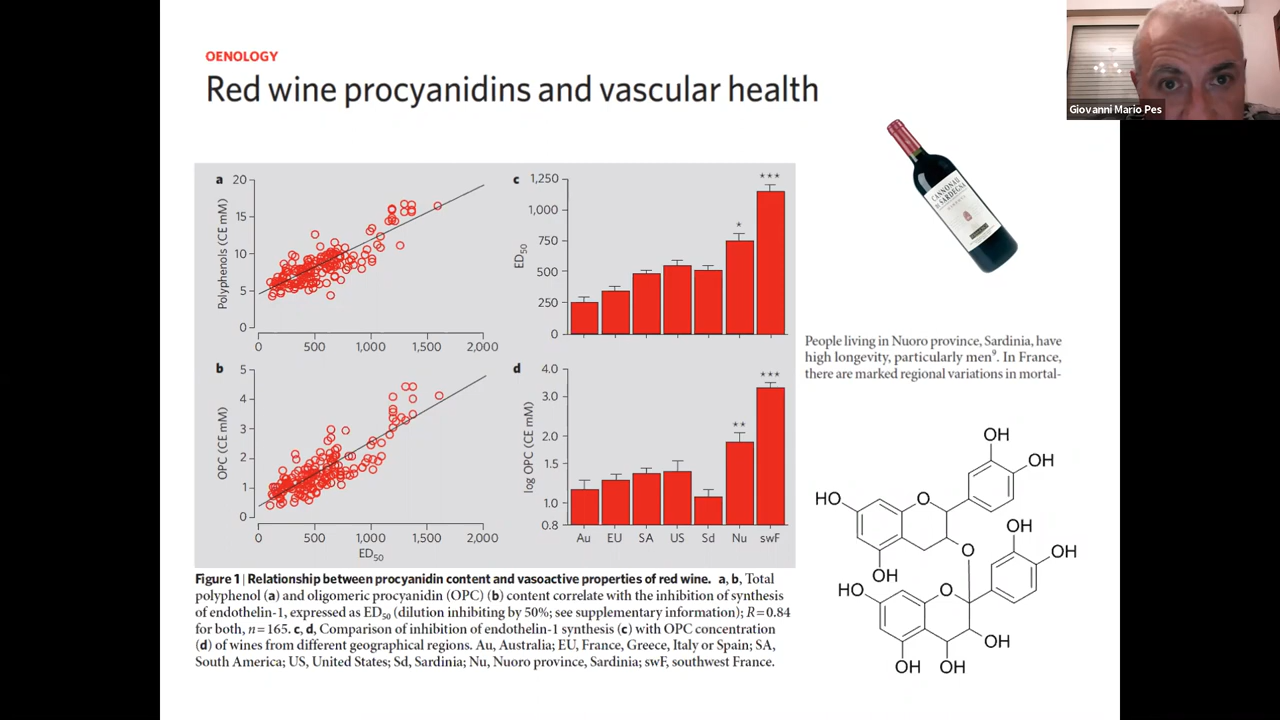 OENOLOGY
Red wine procyanidins and vascular health
Giovanni Mario Pes
CANNONAU
DI SARDEGNA
a
20
15
10
5
0
Polyphenols (CE mM)
0 500 1,000 1,500 2,000
b
5
4
3
2
1
0
OPC (CE mM)
0 500 1,000 1,500 2,000
ED50
c
1,250
1,000
750
500
250
0
ED50
*
***
d
4.0
3.0
2.0
1.5
1.0
0.8
log OPC (CE mM)
**
***
Au EU SA US Sd Nu swF
People living in Nuoro province, Sardinia, have
high longevity, particularly men9. In France,
there are marked regional variations in mortal-
Figure 1 | Relationship between procyanidin content and vasoactive properties of red wine. a, b, Total
polyphenol (a) and oligomeric procyanidin (OPC) (b) content correlate with the inhibition of synthesis
of endothelin-1, expressed as ED50 (dilution inhibiting by 50%; see supplementary information); R=0.84
for both, n=165. c, d, Comparison of inhibition of endothelin-1 synthesis (c) with OPC concentration
(d) of wines from different geographical regions. Au, Australia; EU, France, Greece, Italy or Spain; SA,
South America; US, United States; Sd, Sardinia; Nu, Nuoro province, Sardinia; swF, southwest France.
OH
OH
HO
O
OH
O
OH
OH
HO
O
OH
OH
OH